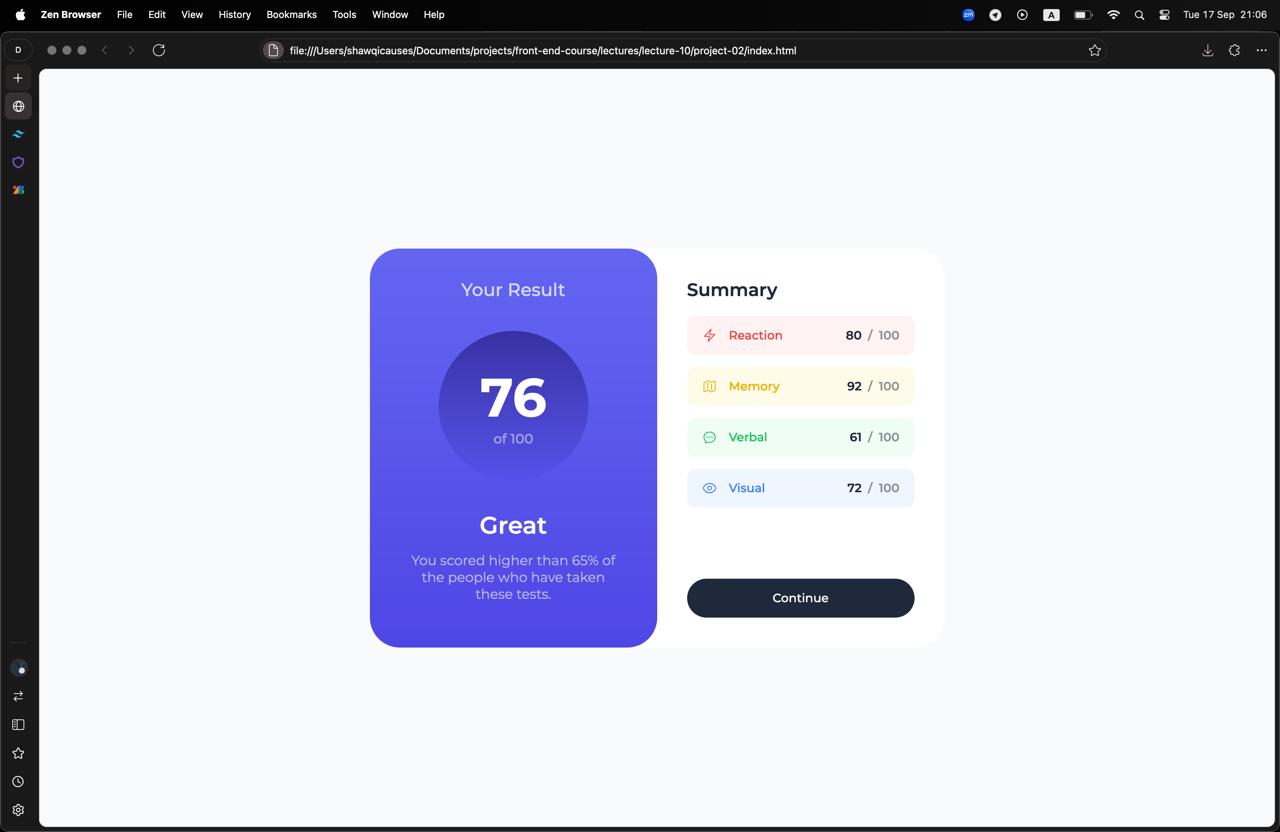 Zen Browser File Edit View History Bookmarks Tools Window Help zm A Tue 17 Sep 21:06
D file:///Users/shawqicauses/Documents/projects/front-end-course/lectures/lecture-10/project-02/index.html
Your Result
76
of 100
Great
You scored higher than 65% of
the people who have taken
these tests.
Summary
Reaction 80 / 100
Memory 92 / 100
Verbal 61 / 100
Visual 72 / 100
Continue